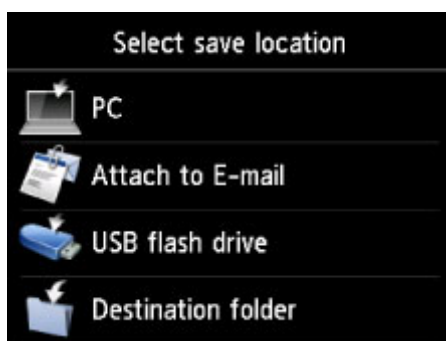 Select save location
PC
Attach to E-mail
USB flash drive
Destination folder